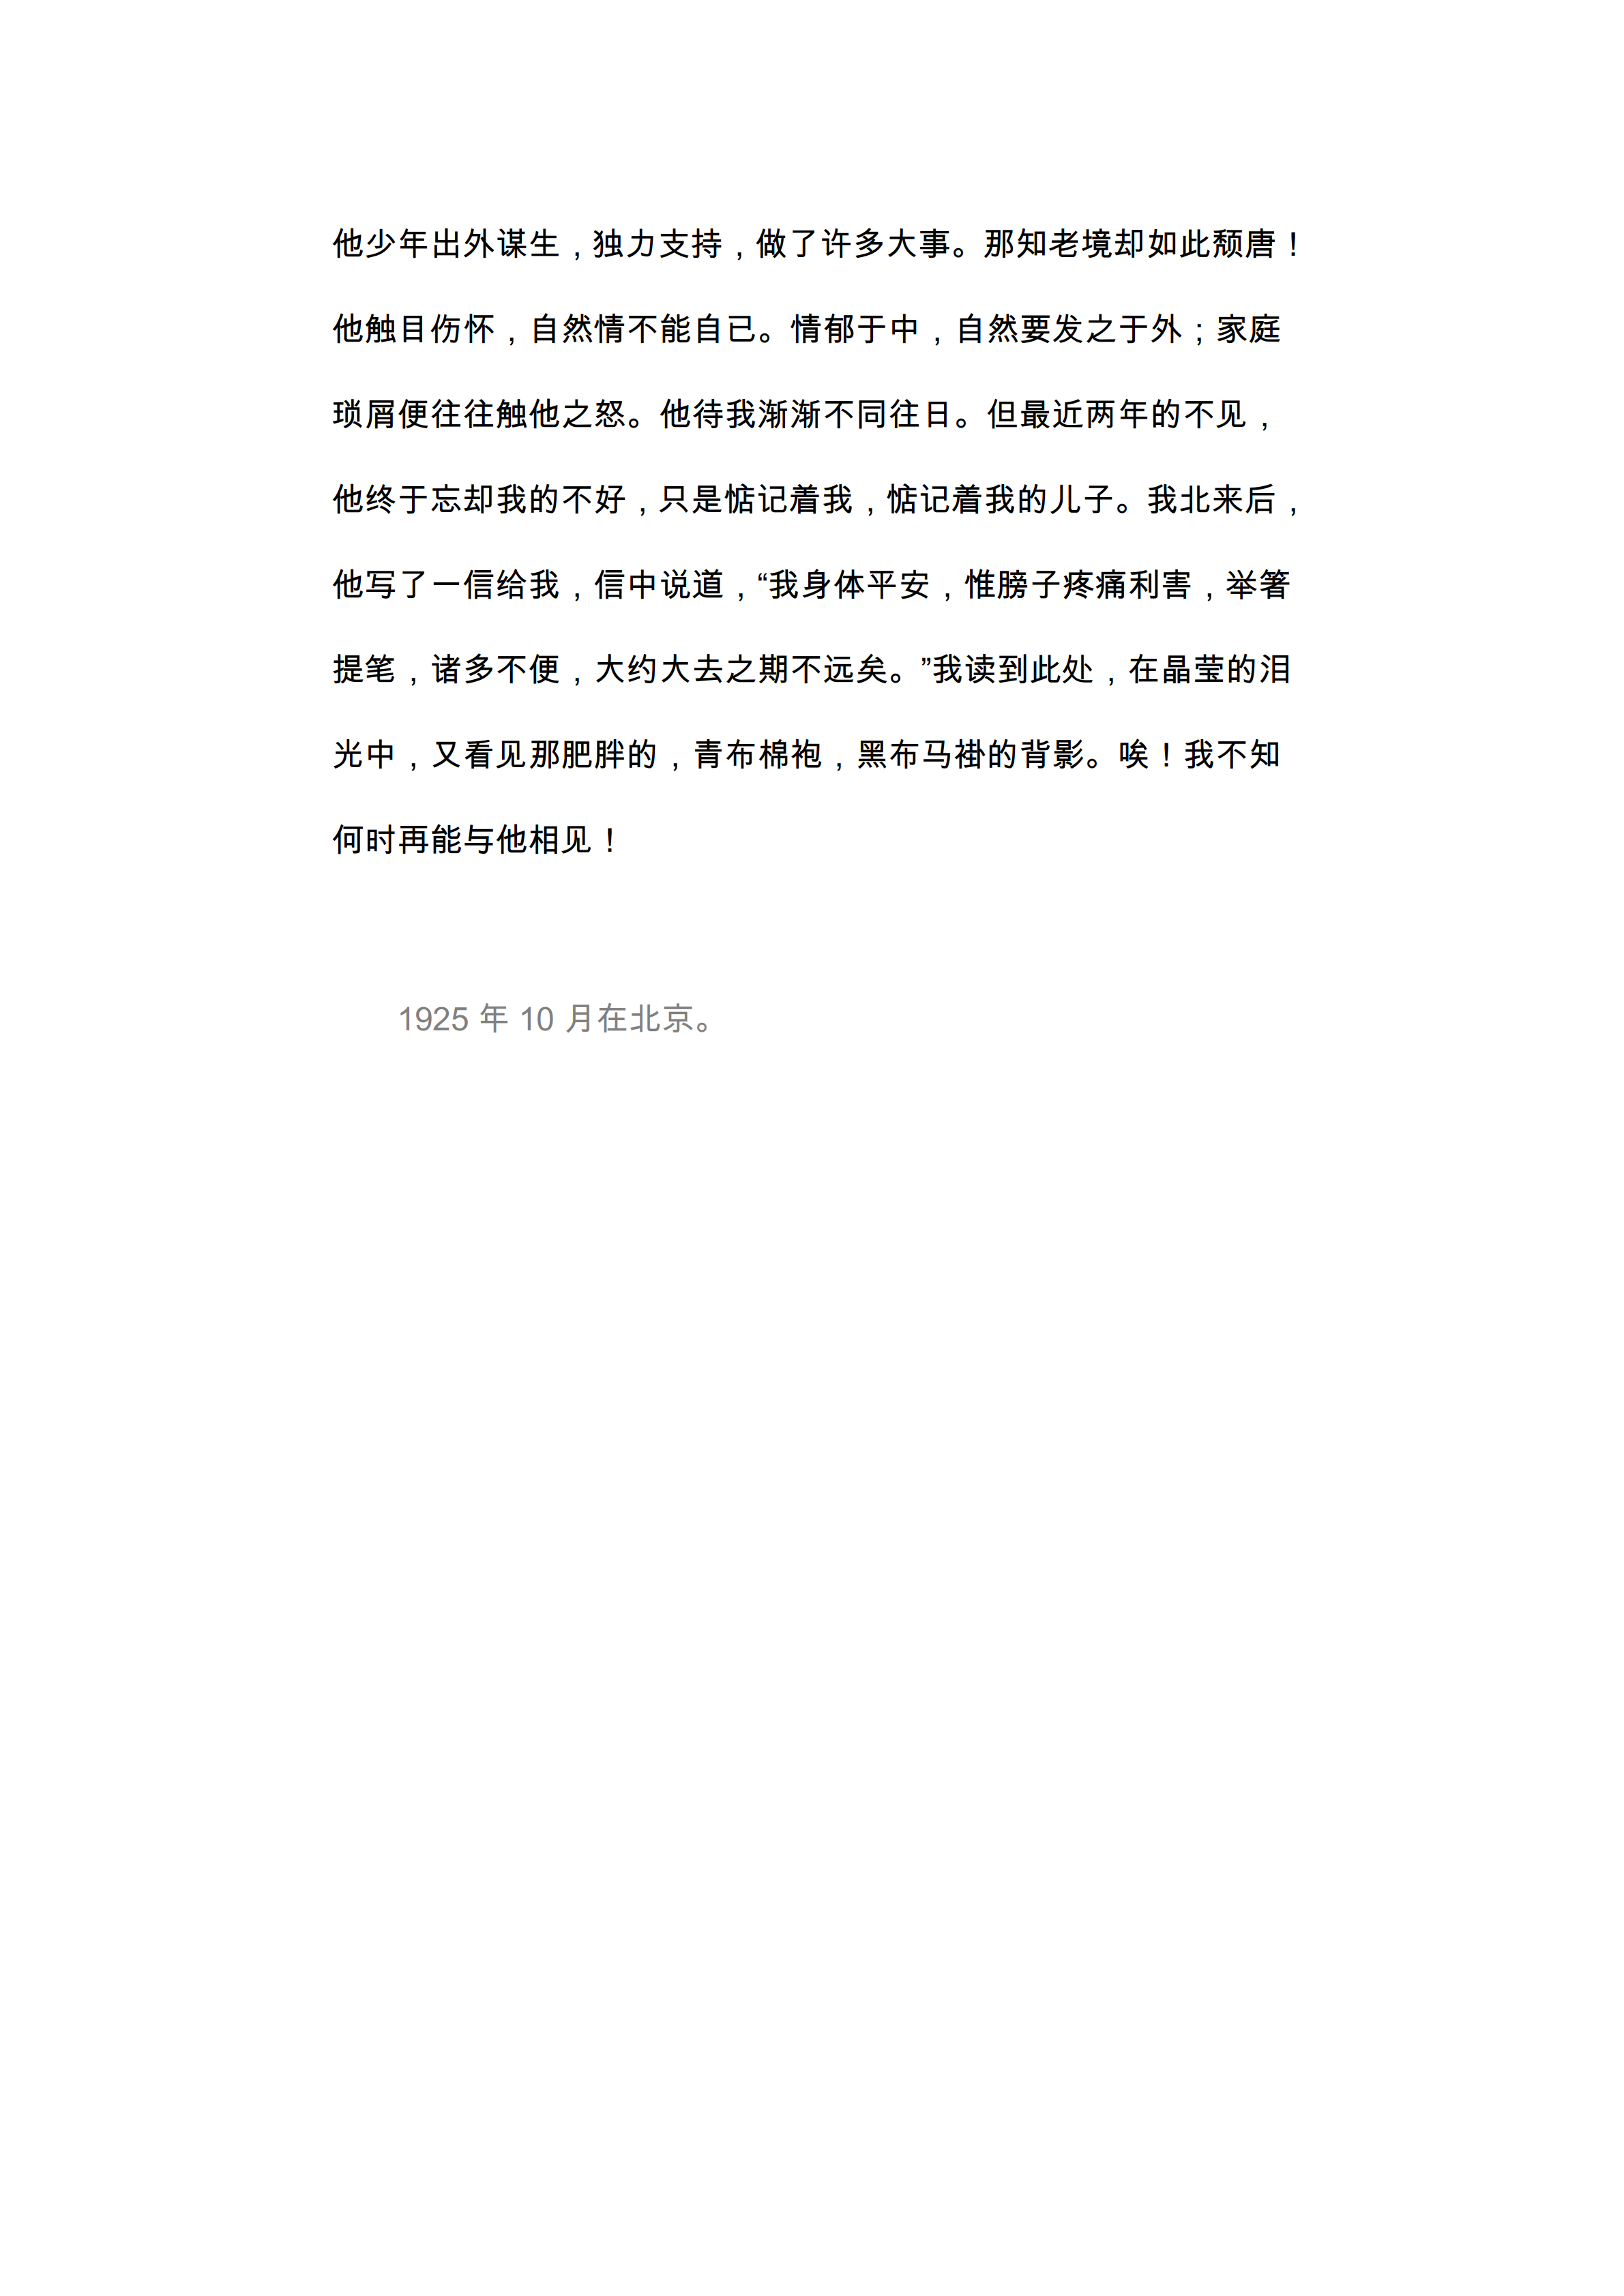 他少年出外谋生，独力支持，做了许多大事。那知老境却如此颓唐！
他触目伤怀，自然情不能自已。情郁于中，自然要发之于外；家庭
琐屑便往往触他之怒。他待我渐渐不同往日。但最近两年的不见，
他终于忘却我的不好，只是惦记着我，惦记着我的儿子。我北来后，
他写了一信给我，信中说道，“我身体平安，惟膀子疼痛利害，举箸
提笔，诸多不便，大约大去之期不远矣。”我读到此处，在晶莹的泪
光中，又看见那肥胖的，青布棉袍，黑布马褂的背影。唉！我不知
何时再能与他相见！
1925 年 10 月在北京。